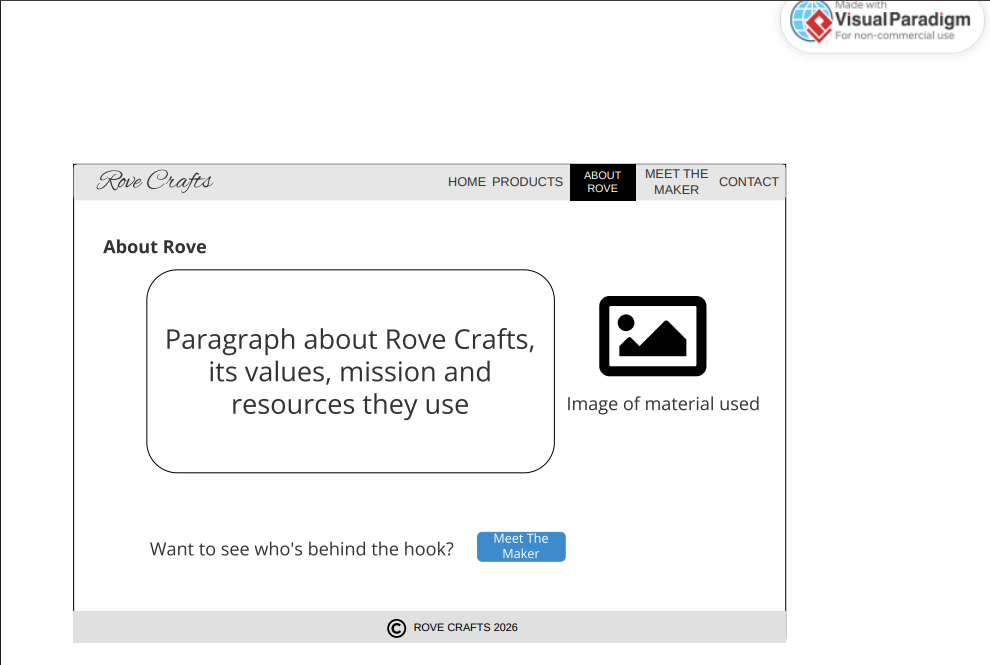 Made with
Visual Paradigm
For non-commercial use
Rove Crafts
HOME PRODUCTS ABOUT ROVE MEET THE MAKER CONTACT
About Rove
Paragraph about Rove Crafts,
its values, mission and
resources they use
Image of material used
Want to see who's behind the hook?
Meet The
Maker
© ROVE CRAFTS 2026